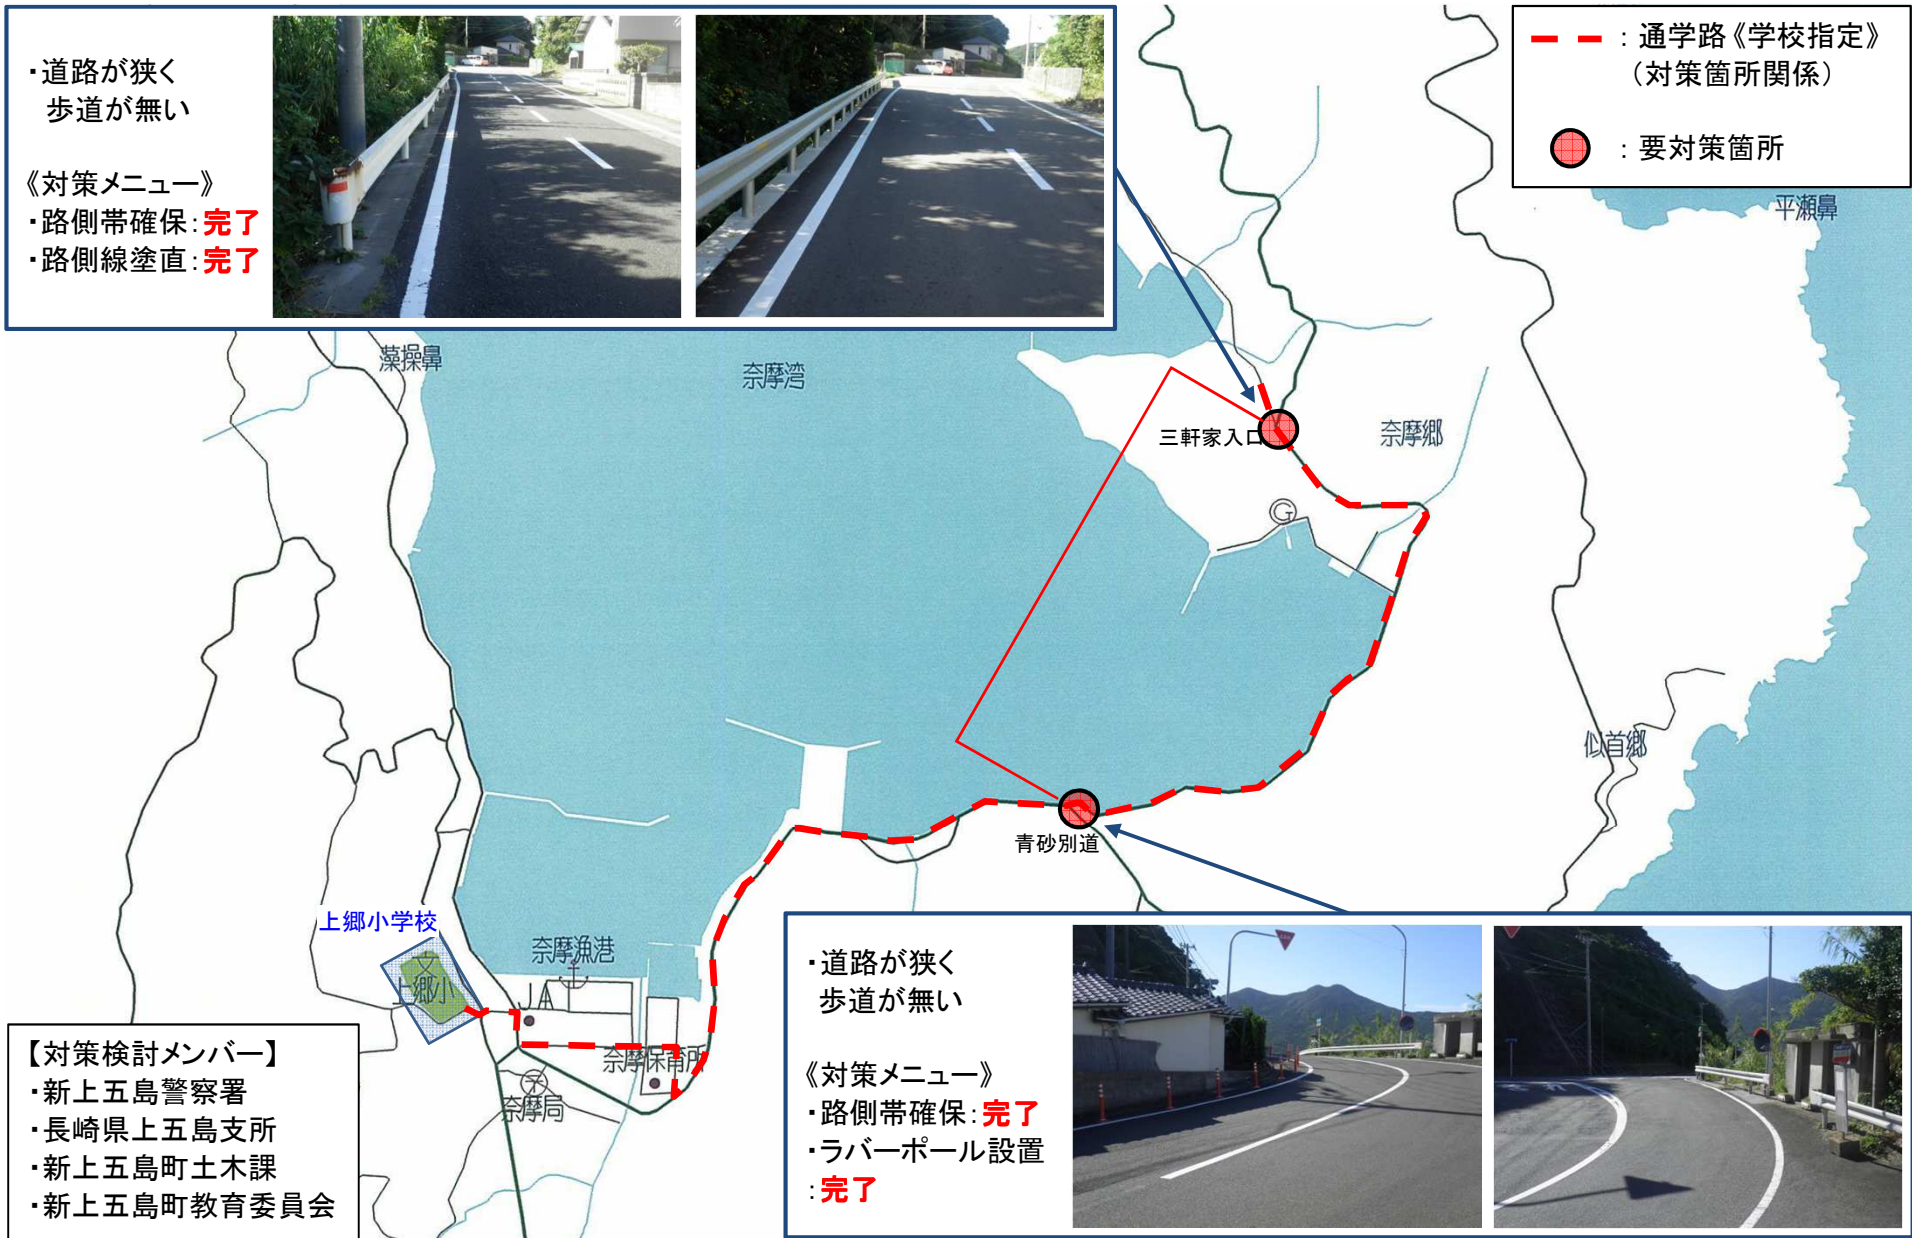 ・道路が狭く
歩道が無い
《対策メニュー》
・路側帯確保：完了
・路側線塗直：完了
：通学路《学校指定》
（対策箇所関係）
：要対策箇所
平瀬鼻
藻操鼻
奈摩湾
三軒家入口
奈摩郷
G
似首郷
青砂別道
上郷小学校
文
上郷小
奈摩漁港
JA
奈摩保育所
奈摩局
【対策検討メンバー】
・新上五島警察署
・長崎県上五島支所
・新上五島町土木課
・新上五島町教育委員会
・道路が狭く
歩道が無い
《対策メニュー》
・路側帯確保：完了
・ラバーポール設置
：完了